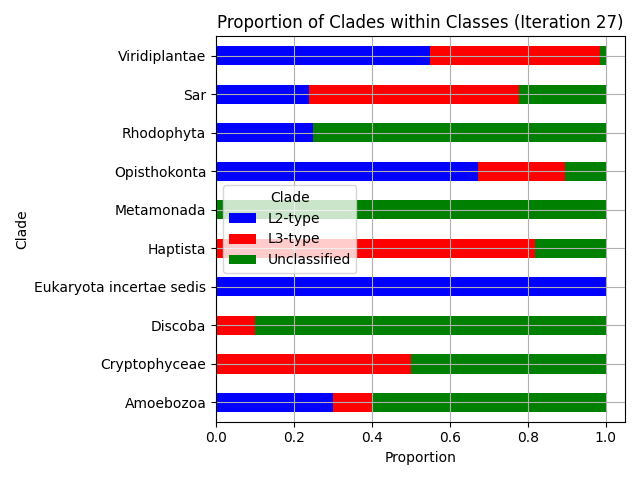 Proportion of Clades within Classes (Iteration 27)
Clade
Viridiplantae
Sar
Rhodophyta
Opisthokonta
Metamonada
Haptista
Eukaryota incertae sedis
Discoba
Cryptophyceae
Amoebozoa
Clade
L2-type
L3-type
Unclassified
0.0 0.2 0.4 0.6 0.8 1.0
Proportion